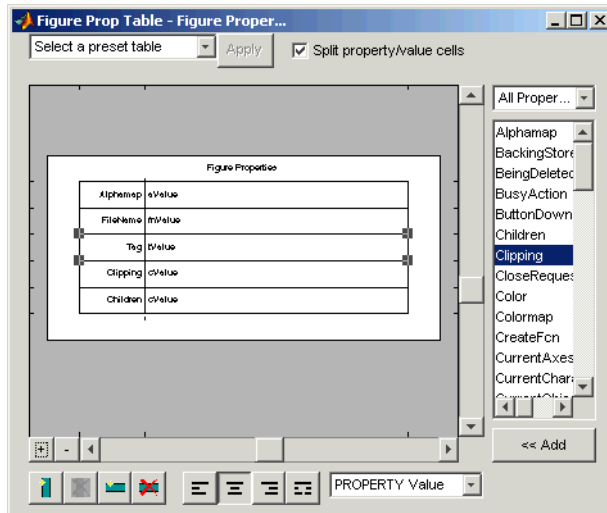 Figure Prop Table - Figure Proper...
Select a preset table
Apply
Split property/value cells
All Proper...
Figure Properties
Alphamap aValue
FileName fnValue
Tag tValue
Clipping cValue
Children cValue
Alphamap
BackingStore
BeingDeleted
BusyAction
ButtonDown
Children
Clipping
CloseReques
Color
Colormap
CreateFcn
CurrentAxes
CurrentChara
+ -
<< Add
PROPERTY Value